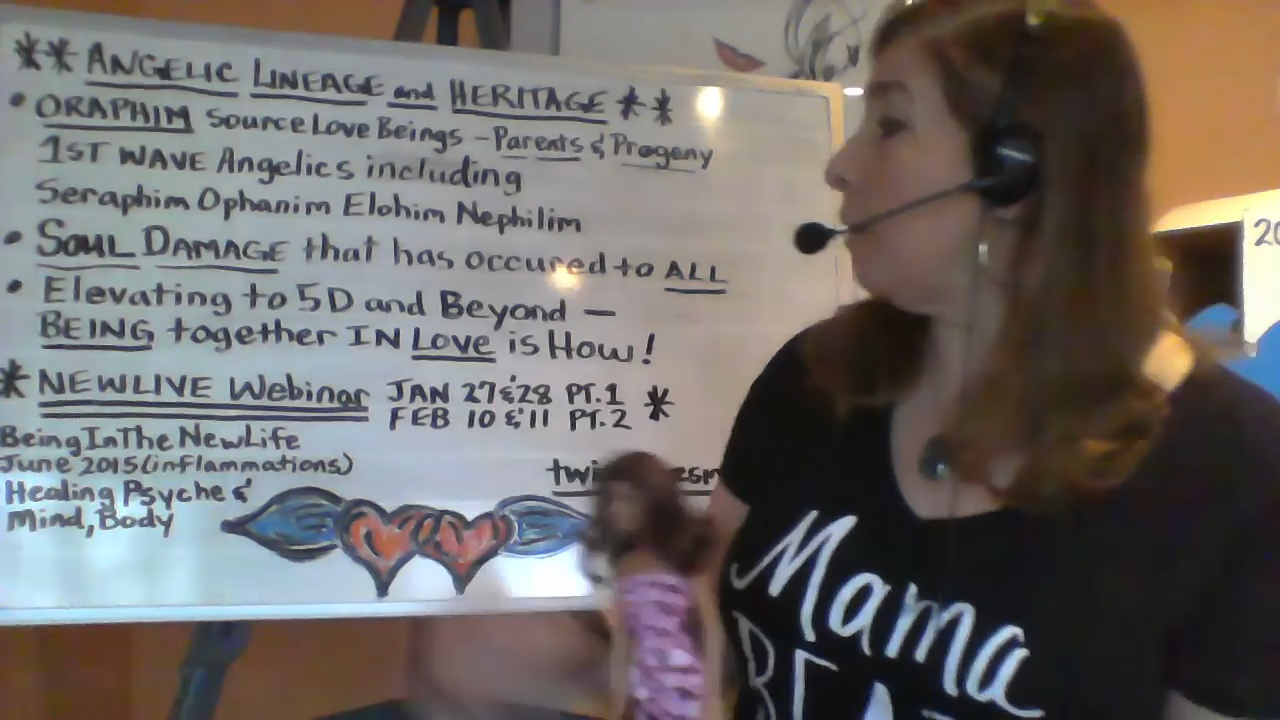 ** ANGELIC LINEAGE and HERITAGE **
• ORAPHIM Source Love Beings - Parents & Progeny
1ST WAVE Angelics including
Seraphim Ophanim Elohim Nephilim
• SOUL DAMAGE that has occured to ALL
• Elevating to 5D and Beyond —
BEING together IN LOVE is How!
* NEW LIVE Webinar JAN 27 & 28 PT.1 *
FEB 10 & 11 PT.2
Being In The New Life
June 2015 (inflammations)
Healing Psyche &
Mind, Body
Mama